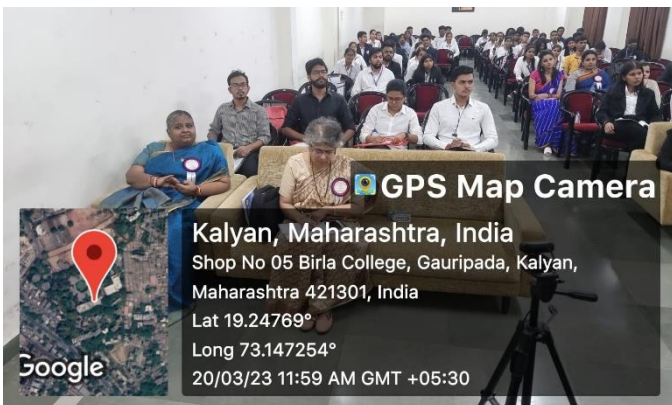 GPS Map Camera
Kalyan, Maharashtra, India
Shop No 05 Birla College, Gauripada, Kalyan,
Maharashtra 421301, India
Lat 19.24769°
Long 73.147254°
20/03/23 11:59 AM GMT +05:30
Google